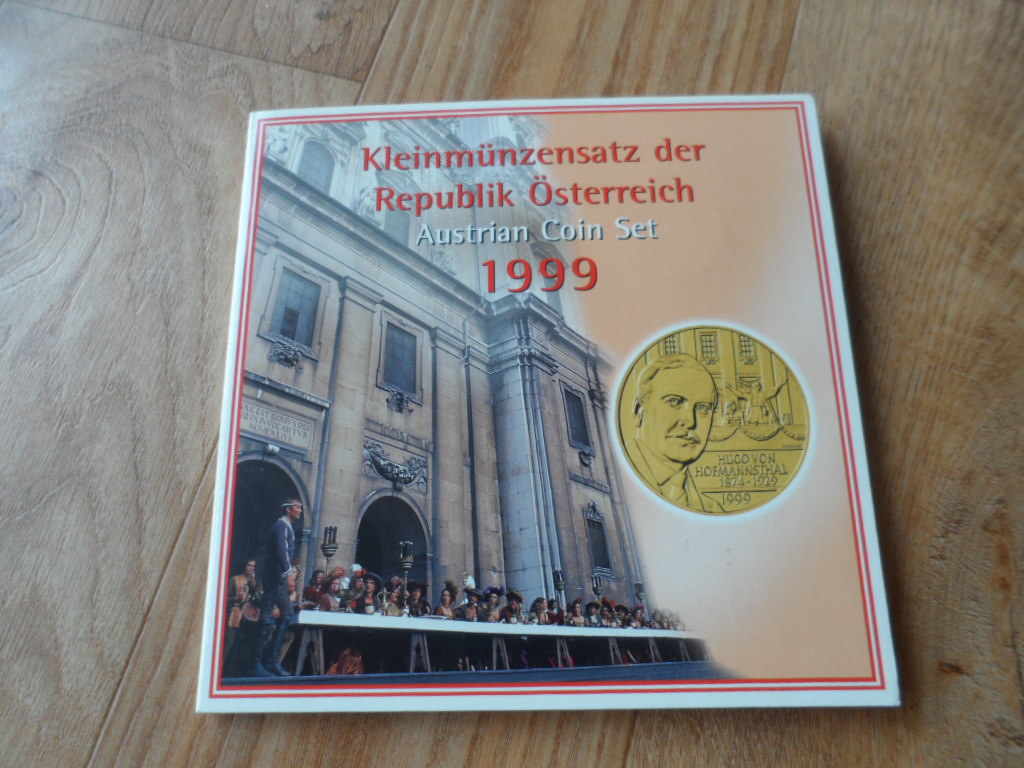 Kleinmünzensatz der
Republik Österreich
Austrian Coin Set
1999
HUGO VON
HOFMANNSTHAL
1874 - 1929
1999